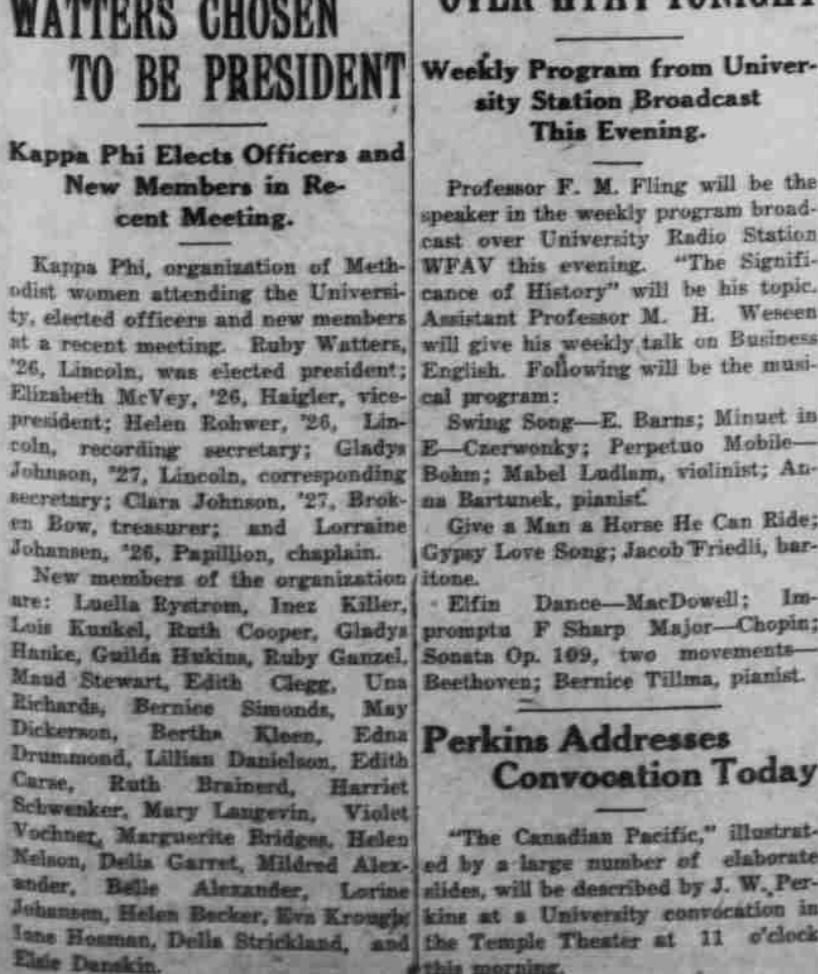 WATTERS CHOSEN
TO BE PRESIDENT
Kappa Phi Elects Officers and
New Members in Re-
cent Meeting.
Kappa Phi, organization of Meth-
odist women attending the Universi-
ty, elected officers and new members
at a recent meeting. Ruby Watters,
'26, Lincoln, was elected president;
Elizabeth McVey, '26, Haigler, vice-
president; Helen Rohwer, '26, Lin-
coln, recording secretary; Gladys
Johnson, '27, Lincoln, corresponding
secretary; Clara Johnson, '27, Brok-
en Bow, treasurer; and Lorraine
Johansen, '26, Papillion, chaplain.
New members of the organization
are: Luella Rystrom, Inez Killer,
Lois Kunkel, Ruth Cooper, Gladys
Hanke, Guilda Hukins, Ruby Ganzel,
Maud Stewart, Edith Clegg, Una
Richards, Bernice Simonds, May
Dickerson, Bertha Kleen, Edna
Drummond, Lillian Danielson, Edith
Carse, Ruth Brainerd, Harriet
Schwenker, Mary Langevin, Violet
Vochner, Marguerite Bridges, Helen
Nelson, Delia Garret, Mildred Alex-
ander, Belle Alexander, Lorine
Johansen, Helen Becker, Eva
Hosman, Della Strickland, and
Elsie Danskin.
TONIGHT
Weekly Program from Univer-
sity Station Broadcast
This Evening.
Professor F. M. Fling will be the
speaker in the weekly program broad-
cast over University Radio Station
WFAV this evening. "The Signifi-
cance of History" will be his topic.
Assistant Professor M. H. Weseen
will give his weekly talk on Business
English. Following will be the musi-
cal program:
Swing Song—E. Barns; Minuet in
E—Czerwonky; Perpetuo Mobile—
Bohm; Mabel Ludlam, violinist; An-
na Bartunek, pianist.
Give a Man a Horse He Can Ride;
Gypsy Love Song; Jacob Friedli, bar-
itone.
Elfin Dance—MacDowell; Im-
promptu F Sharp Major—Chopin;
Sonata Op. 109, two movements—
Beethoven; Bernice Tillma, pianist.
Perkins Addresses
Convocation Today
"The Canadian Pacific," illustrat-
ed by a large number of elaborate
slides, will be described by J. W. Per-
kins at a University convocation in
the Temple Theater at 11 o'clock
this morning.